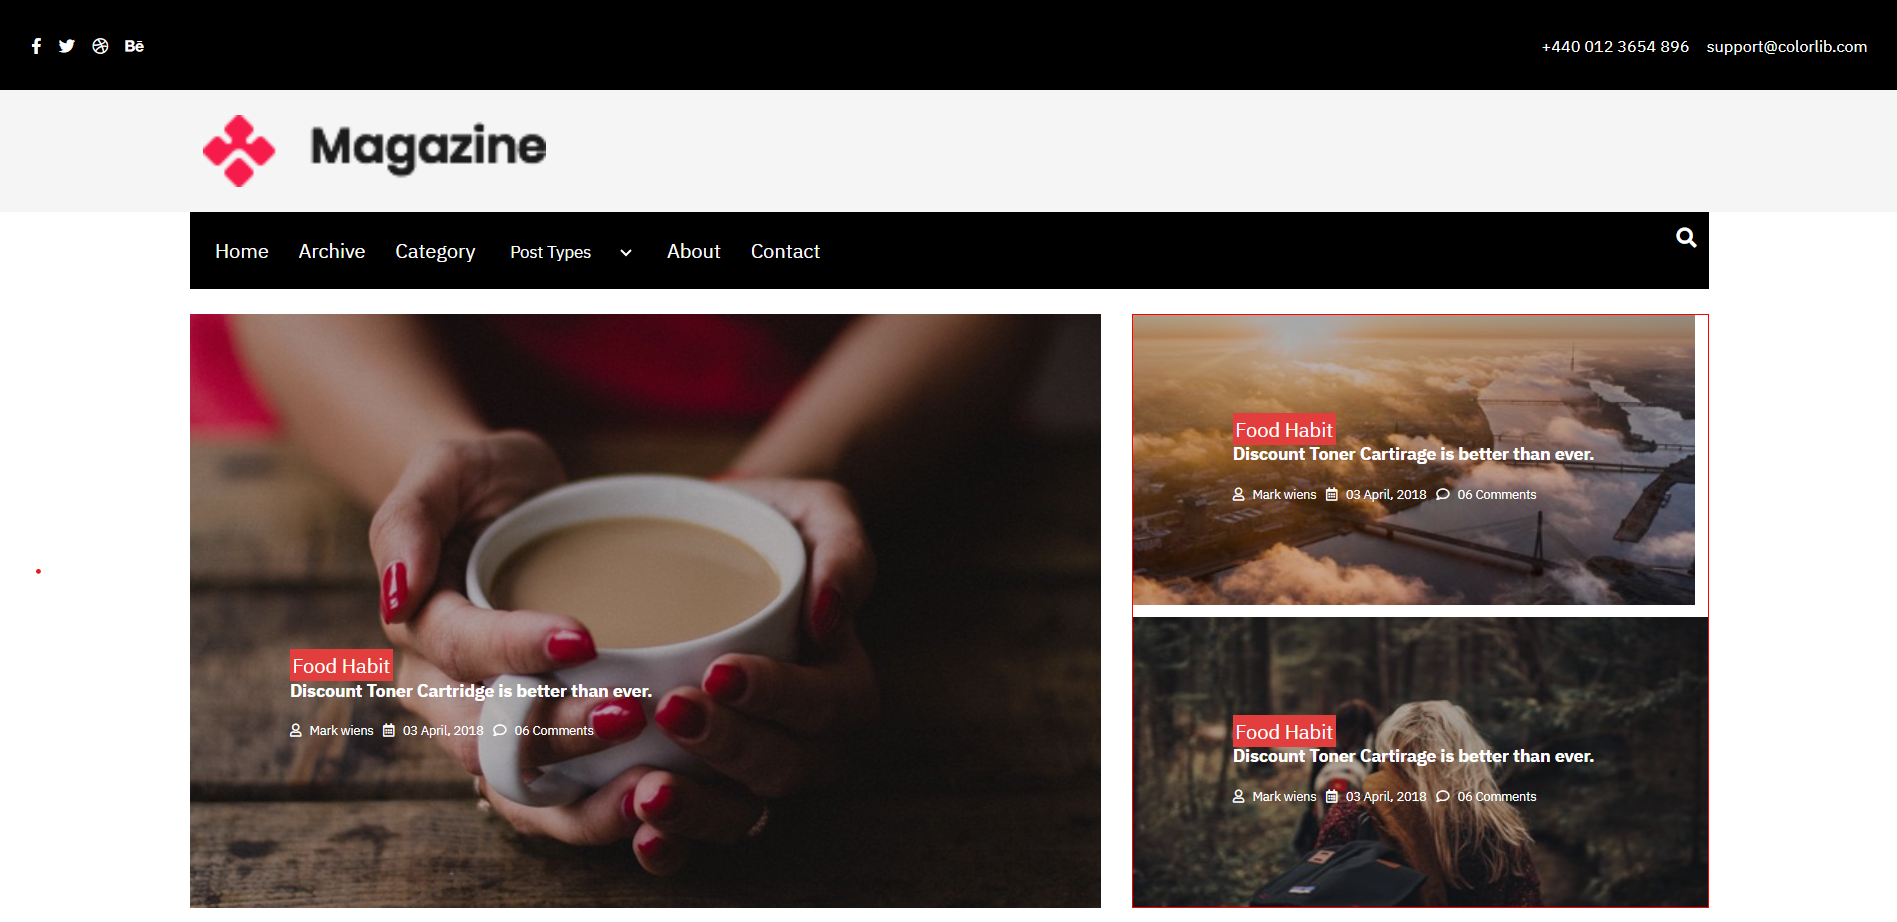 Bē
+440 012 3654 896 support@colorlib.com
Magazine
Home Archive Category Post Types About Contact
Food Habit
Discount Toner Cartridge is better than ever.
Mark wiens 03 April, 2018 06 Comments
Food Habit
Discount Toner Cartirage is better than ever.
Mark wiens 03 April, 2018 06 Comments
Food Habit
Discount Toner Cartirage is better than ever.
Mark wiens 03 April, 2018 06 Comments